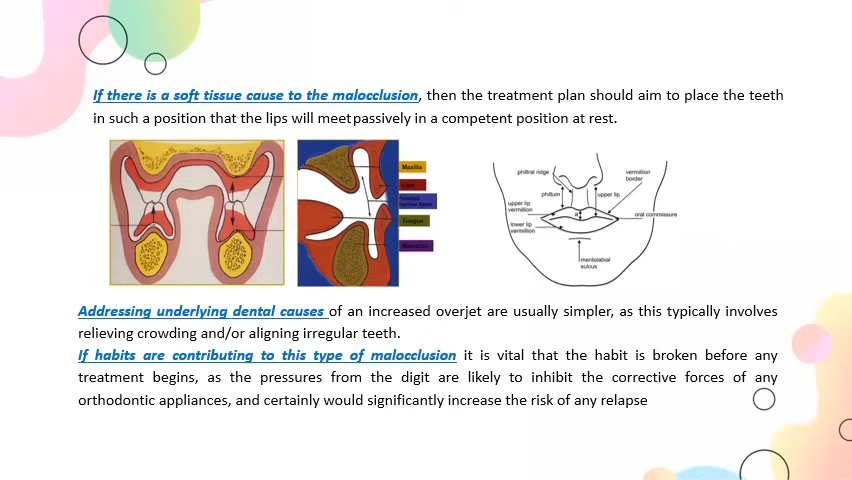 If there is a soft tissue cause to the malocclusion, then the treatment plan should aim to place the teeth
in such a position that the lips will meet passively in a competent position at rest.
Maxilla
Lips
Tongue
Mandible
philtral ridge
philtum
upper lip
vermillion
lower lip
vermillion
vermillion
border
upper lip
a
oral commissure
mentolabial
sulcus
Addressing underlying dental causes of an increased overjet are usually simpler, as this typically involves
relieving crowding and/or aligning irregular teeth.
If habits are contributing to this type of malocclusion it is vital that the habit is broken before any
treatment begins, as the pressures from the digit are likely to inhibit the corrective forces of any
orthodontic appliances, and certainly would significantly increase the risk of any relapse